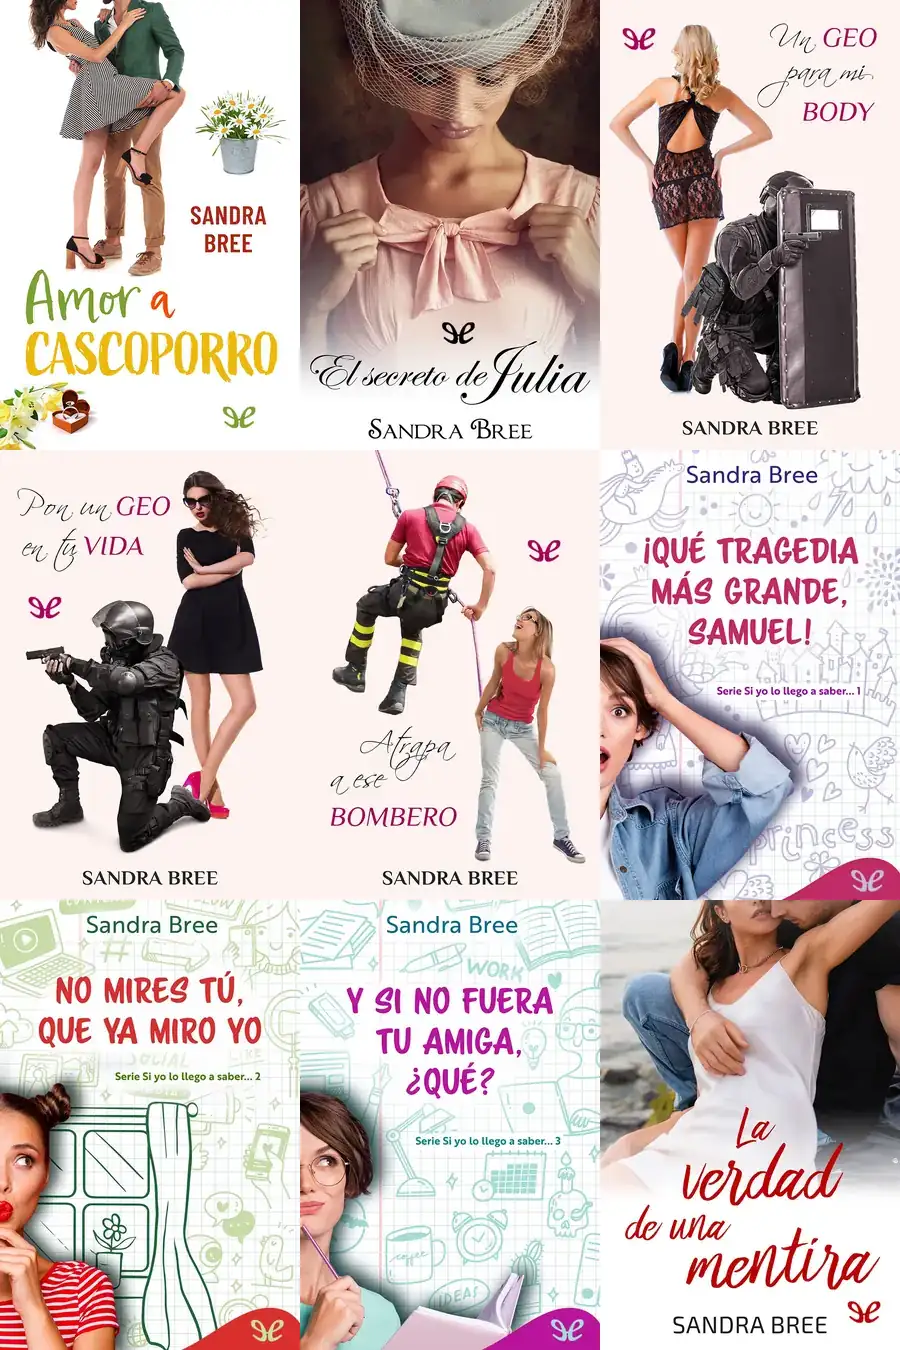 SANDRA
BREE
Amor a
CASCOPORRO
El secreto de Julia
SANDRA BREE
Un GEO
para mi
BODY
SANDRA BREE
Pon un GEO
en tu VIDA
SANDRA BREE
Atrapa
a ese
BOMBERO
SANDRA BREE
Sandra Bree
¡QUÉ TRAGEDIA
MÁS GRANDE,
SAMUEL!
Serie Si yo lo llego a saber... 1
princess
Sandra Bree
NO MIRES TÚ,
QUE YA MIRO YO
Serie Si yo lo llego a saber... 2
SOCIAL
LIKE
Sandra Bree
WORK
Y SI NO FUERA
TU AMIGA,
¿QUÉ?
Serie Si yo lo llego a saber... 3
coffee
IDEAS
La
verdad
de una
mentira
SANDRA BREE